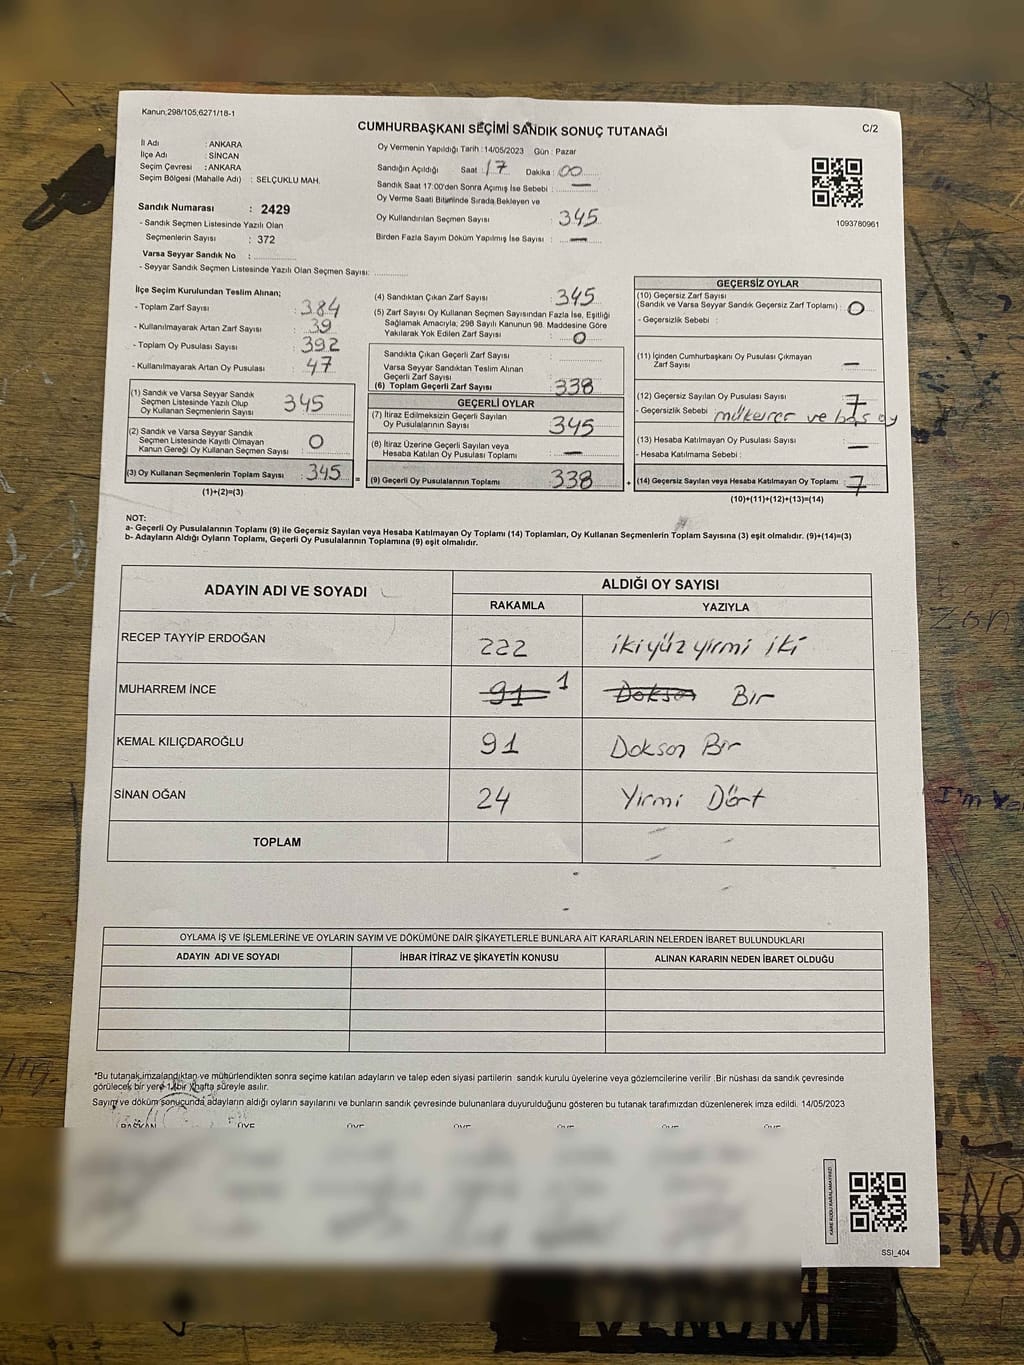 Kanun;298/105;6271/18-1
CUMHURBAŞKANI SEÇİMİ SANDIK SONUÇ TUTANAĞI
C/2
İl Adı : ANKARA
İlçe Adı : SİNCAN
Seçim Çevresi : ANKARA
Seçim Bölgesi (Mahalle Adı) : SELÇUKLU MAH.
Sandık Numarası : 2429
- Sandık Seçmen Listesinde Yazılı Olan
Seçmenlerin Sayısı : 372
Varsa Seyyar Sandık No :
- Seyyar Sandık Seçmen Listesinde Yazılı Olan Seçmen Sayısı:
Oy Vermenin Yapıldığı Tarih : 14/05/2023 Gün : Pazar
Sandığın Açıldığı Saat : 17 Dakika : 00
Sandık Saat 17:00'den Sonra Açımış İse Sebebi : —
Oy Verme Saati Bitiminde Sırada Bekleyen ve
Oy Kullandırılan Seçmen Sayısı : 345
Birden Fazla Sayım Döküm Yapılmış İse Sayısı : —
1093780961
İlçe Seçim Kurulundan Teslim Alınan;
- Toplam Zarf Sayısı : 384
- Kullanılmayarak Artan Zarf Sayısı : 39
- Toplam Oy Pusulası Sayısı : 392
- Kullanılmayarak Artan Oy Pusulası : 47
(1) Sandık ve Varsa Seyyar Sandık
Seçmen Listesinde Yazılı Olup
Oy Kullanan Seçmenlerin Sayısı : 345
(2) Sandık ve Varsa Seyyar Sandık
Seçmen Listesinde Kayıtlı Olmayan
Kanun Gereği Oy Kullanan Seçmen Sayısı : 0
(3) Oy Kullanan Seçmenlerin Toplam Sayısı : 345 =
(1)+(2)=(3)
(4) Sandıktan Çıkan Zarf Sayısı : 345
(5) Zarf Sayısı Oy Kullanan Seçmen Sayısından Fazla İse, Eşitliği
Sağlamak Amacıyla; 298 Sayılı Kanunun 98. Maddesine Göre
Yakılarak Yok Edilen Zarf Sayısı : 0
Sandıkta Çıkan Geçerli Zarf Sayısı :
Varsa Seyyar Sandıktan Teslim Alınan
Geçerli Zarf Sayısı :
(6) Toplam Geçerli Zarf Sayısı : 338
GEÇERLİ OYLAR
(7) İtiraz Edilmeksizin Geçerli Sayılan
Oy Pusulalarının Sayısı : 345
(8) İtiraz Üzerine Geçerli Sayılan veya
Hesaba Katılan Oy Pusulası Toplamı : —
(9) Geçerli Oy Pusulalarının Toplamı : 338 +
GEÇERSİZ OYLAR
(10) Geçersiz Zarf Sayısı
(Sandık ve Varsa Seyyar Sandık Geçersiz Zarf Toplamı) : 0
- Geçersizlik Sebebi :
(11) İçinden Cumhurbaşkanı Oy Pusulası Çıkmayan
Zarf Sayısı : —
(12) Geçersiz Sayılan Oy Pusulası Sayısı : 7
- Geçersizlik Sebebi : mükerrer ve boş oy
(13) Hesaba Katılmayan Oy Pusulası Sayısı : —
- Hesaba Katılmama Sebebi :
(14) Geçersiz Sayılan veya Hesaba Katılmayan Oy Toplamı : 7
(10)+(11)+(12)+(13)=(14)
NOT:
a- Geçerli Oy Pusulalarının Toplamı (9) ile Geçersiz Sayılan veya Hesaba Katılmayan Oy Toplamı (14) Toplamları, Oy Kullanan Seçmenlerin Toplam Sayısına (3) eşit olmalıdır. (9)+(14)=(3)
b- Adayların Aldığı Oyların Toplamı, Geçerli Oy Pusulalarının Toplamına (9) eşit olmalıdır.
ADAYIN ADI VE SOYADI
ALDIĞI OY SAYISI
RAKAMLA YAZIYLA
RECEP TAYYİP ERDOĞAN 222 iki yüz yirmi iki
MUHARREM İNCE 91 1 Doksan Bir
KEMAL KILIÇDAROĞLU 91 Doksan Bir
SİNAN OĞAN 24 Yirmi Dört
TOPLAM
OYLAMA İŞ VE İŞLEMLERİNE VE OYLARIN SAYIM VE DÖKÜMÜNE DAİR ŞİKAYETLERLE BUNLARA AİT KARARLARIN NELERDEN İBARET BULUNDUKLARI
ADAYIN ADI VE SOYADI İHBAR İTİRAZ VE ŞİKAYETİN KONUSU ALINAN KARARIN NEDEN İBARET OLDUĞU
*Bu tutanak,imzalandıktan ve mühürlendikten sonra seçime katılan adayların ve talep eden siyasi partilerin sandık kurulu üyelerine veya gözlemcilerine verilir .Bir nüshası da sandık çevresinde
görülecek bir yere 1 (bir) hafta süreyle asılır.
Sayım ve döküm sonucunda adayların aldığı oyların sayılarını ve bunların sandık çevresinde bulunanlara duyurulduğunu gösteren bu tutanak tarafımızdan düzenlenerek imza edildi. 14/05/2023
BAŞKAN ÜYE ÜYE ÜYE ÜYE ÜYE ÜYE
SSI_404
I'm